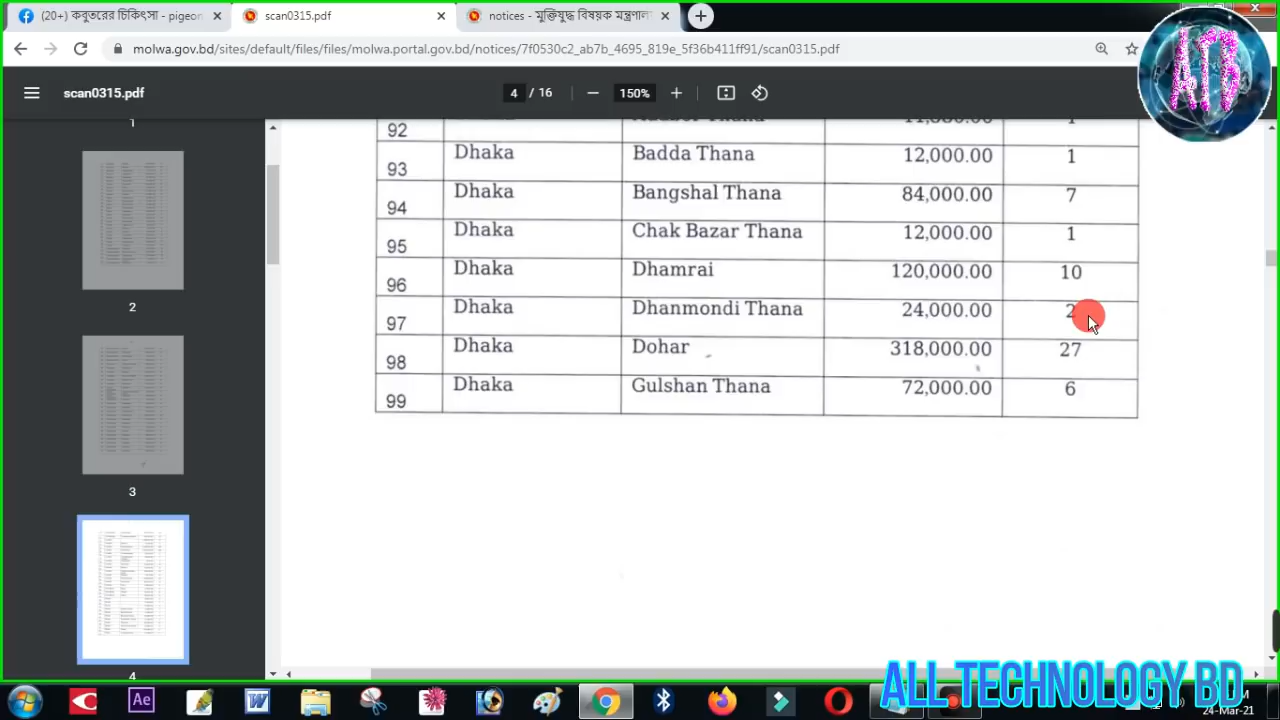 (20+) কবুতরের চিকিৎসা - pigeon
scan0315.pdf
notices - মুক্তিযুদ্ধ বিষয়ক মন্ত্রণাল
molwa.gov.bd/sites/default/files/files/molwa.portal.gov.bd/notices/7f0530c2_ab7b_4695_819e_5f36b411ff91/scan0315.pdf
scan0315.pdf
4 / 16
150%
1
2
3
4
92
93 Dhaka Badda Thana 12,000.00 1
94 Dhaka Bangshal Thana 84,000.00 7
95 Dhaka Chak Bazar Thana 12,000.00 1
96 Dhaka Dhamrai 120,000.00 10
97 Dhaka Dhanmondi Thana 24,000.00 2
98 Dhaka Dohar 318,000.00 27
99 Dhaka Gulshan Thana 72,000.00 6
ALL TECHNOLOGY BD
Ae
24-Mar-21